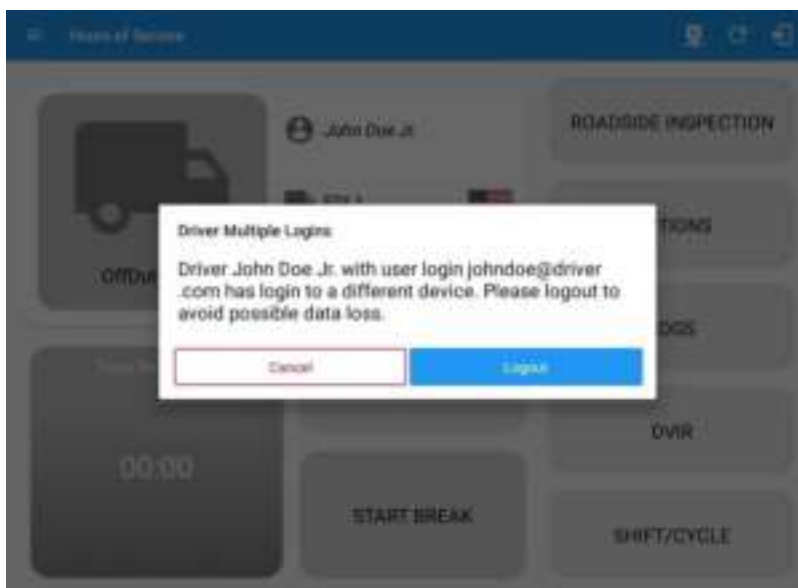 Hours of Service
John Doe Jr.
ROADSIDE INSPECTION
Driver Multiple Logins
Driver John Doe Jr. with user login johndoe@driver
.com has login to a different device. Please logout to
avoid possible data loss.
Cancel
Logout
DVIR
00:00
START BREAK
SHIFT/CYCLE